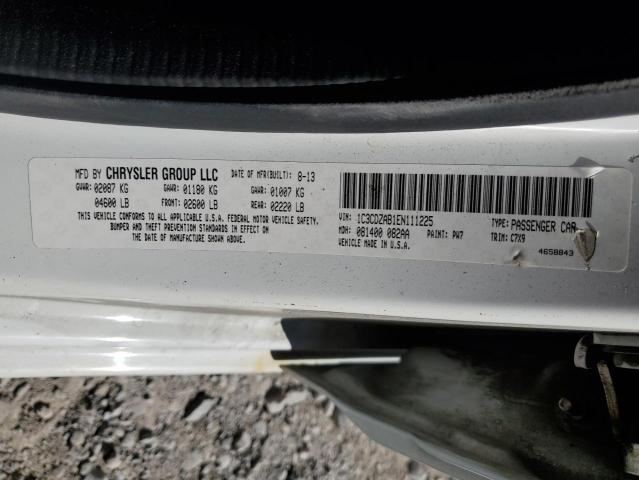 MFD BY CHRYSLER GROUP LLC DATE OF MFR(BUILT): 8-13
GVWR: 02087 KG GAWR: 01180 KG GAWR: 01007 KG
04600 LB FRONT: 02600 LB REAR: 02220 LB
THIS VEHICLE CONFORMS TO ALL APPLICABLE U.S.A. FEDERAL MOTOR VEHICLE SAFETY,
BUMPER AND THEFT PREVENTION STANDARDS IN EFFECT ON
THE DATE OF MANUFACTURE SHOWN ABOVE.
VIN: 1C3CDZAB1EN111225 TYPE: PASSENGER CAR
MDH: 081400 082AA PAINT: PW7 TRIM: C7X9
VEHICLE MADE IN U.S.A. 4658843